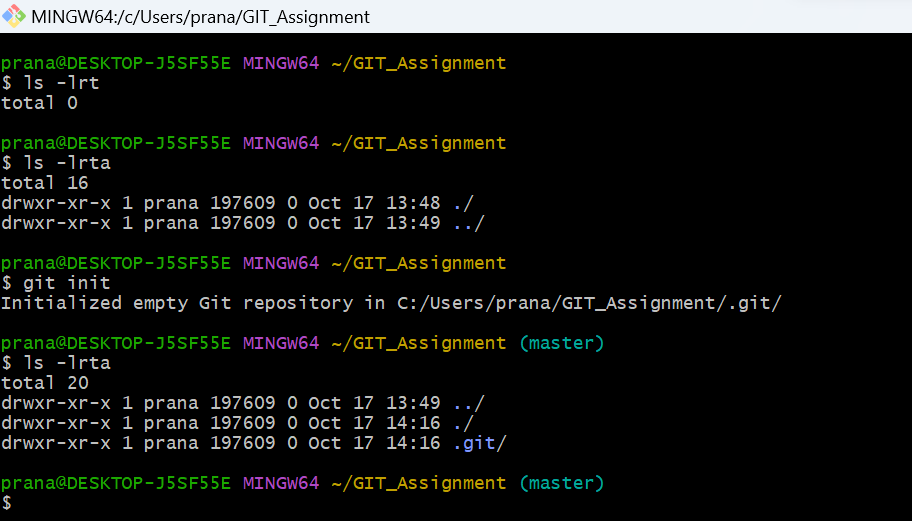 MINGW64:/c/Users/prana/GIT_Assignment
prana@DESKTOP-J5SF55E MINGW64 ~/GIT_Assignment
$ ls -lrt
total 0
prana@DESKTOP-J5SF55E MINGW64 ~/GIT_Assignment
$ ls -lrta
total 16
drwxr-xr-x 1 prana 197609 0 Oct 17 13:48 ./
drwxr-xr-x 1 prana 197609 0 Oct 17 13:49 ../
prana@DESKTOP-J5SF55E MINGW64 ~/GIT_Assignment
$ git init
Initialized empty Git repository in C:/Users/prana/GIT_Assignment/.git/
prana@DESKTOP-J5SF55E MINGW64 ~/GIT_Assignment (master)
$ ls -lrta
total 20
drwxr-xr-x 1 prana 197609 0 Oct 17 13:49 ../
drwxr-xr-x 1 prana 197609 0 Oct 17 14:16 ./
drwxr-xr-x 1 prana 197609 0 Oct 17 14:16 .git/
prana@DESKTOP-J5SF55E MINGW64 ~/GIT_Assignment (master)
$